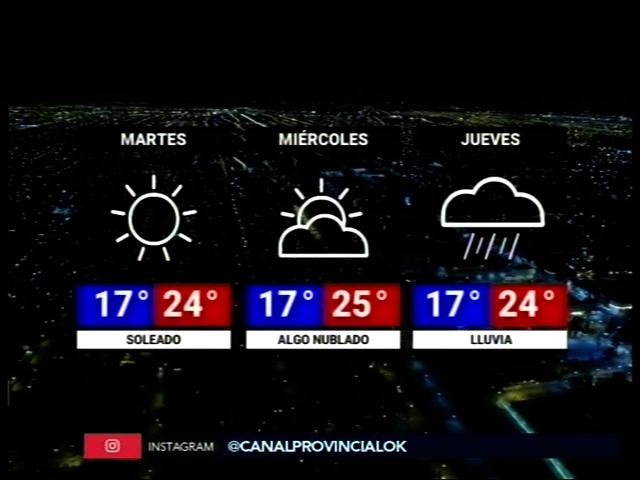 MARTES MIÉRCOLES JUEVES
17° 24° 17° 25° 17° 24°
SOLEADO ALGO NUBLADO LLUVIA
INSTAGRAM @CANALPROVINCIALOK